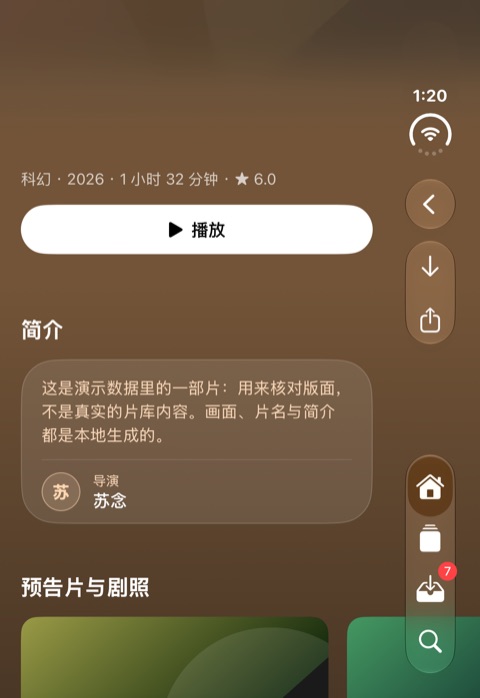 1:20
科幻 · 2026 · 1 小时 32 分钟 · ★ 6.0
播放
简介
这是演示数据里的一部片：用来核对版面，
不是真实的片库内容。画面、片名与简介
都是本地生成的。
苏
导演
苏念
7
预告片与剧照